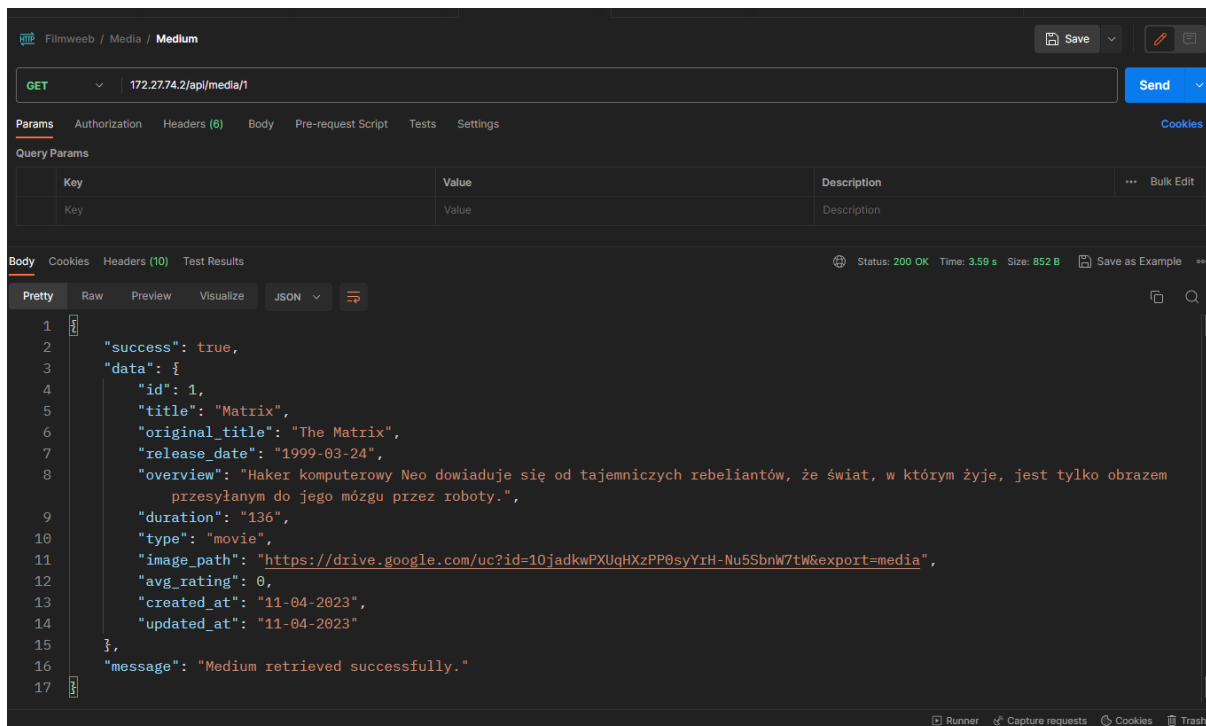 HTTP Filmweeb / Media / Medium Save
GET 172.27.74.2/api/media/1 Send
Params Authorization Headers (6) Body Pre-request Script Tests Settings Cookies
Query Params
Key Value Description ••• Bulk Edit
Key Value Description
Body Cookies Headers (10) Test Results Status: 200 OK Time: 3.59 s Size: 852 B Save as Example •••
Pretty Raw Preview Visualize JSON
1 {
2 "success": true,
3 "data": {
4 "id": 1,
5 "title": "Matrix",
6 "original_title": "The Matrix",
7 "release_date": "1999-03-24",
8 "overview": "Haker komputerowy Neo dowiaduje się od tajemniczych rebeliantów, że świat, w którym żyje, jest tylko obrazem
przesyłanym do jego mózgu przez roboty.",
9 "duration": "136",
10 "type": "movie",
11 "image_path": "https://drive.google.com/uc?id=1OjadkwPXUqHXzPP0syYrH-Nu5SbnW7tW&export=media",
12 "avg_rating": 0,
13 "created_at": "11-04-2023",
14 "updated_at": "11-04-2023"
15 },
16 "message": "Medium retrieved successfully."
17 }
Runner Capture requests Cookies Trash